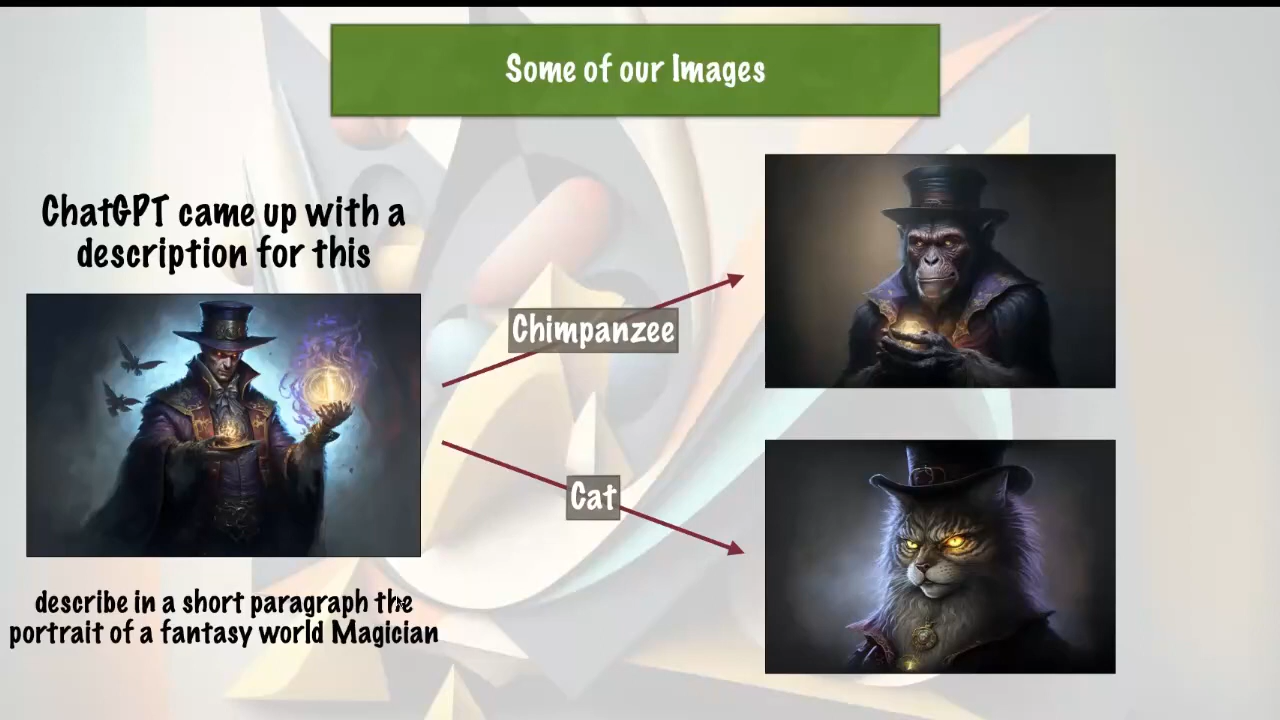 Some of our Images
ChatGPT came up with a
description for this
Chimpanzee
Cat
describe in a short paragraph the
portrait of a fantasy world Magician